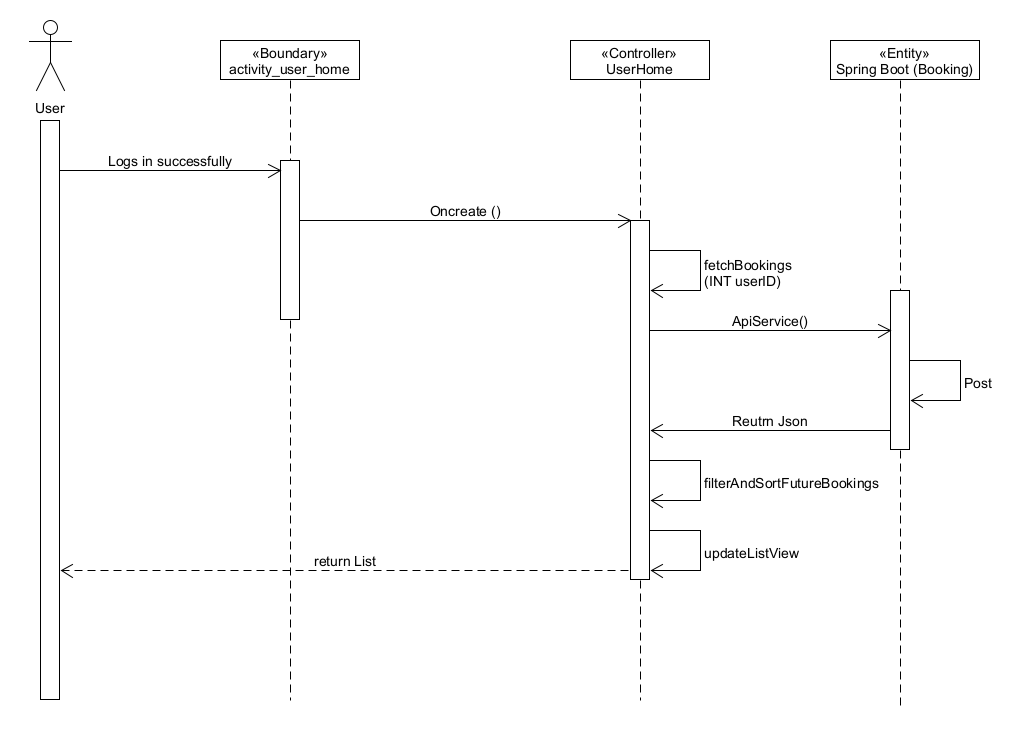 User
«Boundary»
activity_user_home
«Controller»
UserHome
«Entity»
Spring Boot (Booking)
Logs in successfully
Oncreate ()
fetchBookings
(INT userID)
ApiService()
Post
Reutrn Json
filterAndSortFutureBookings
updateListView
return List